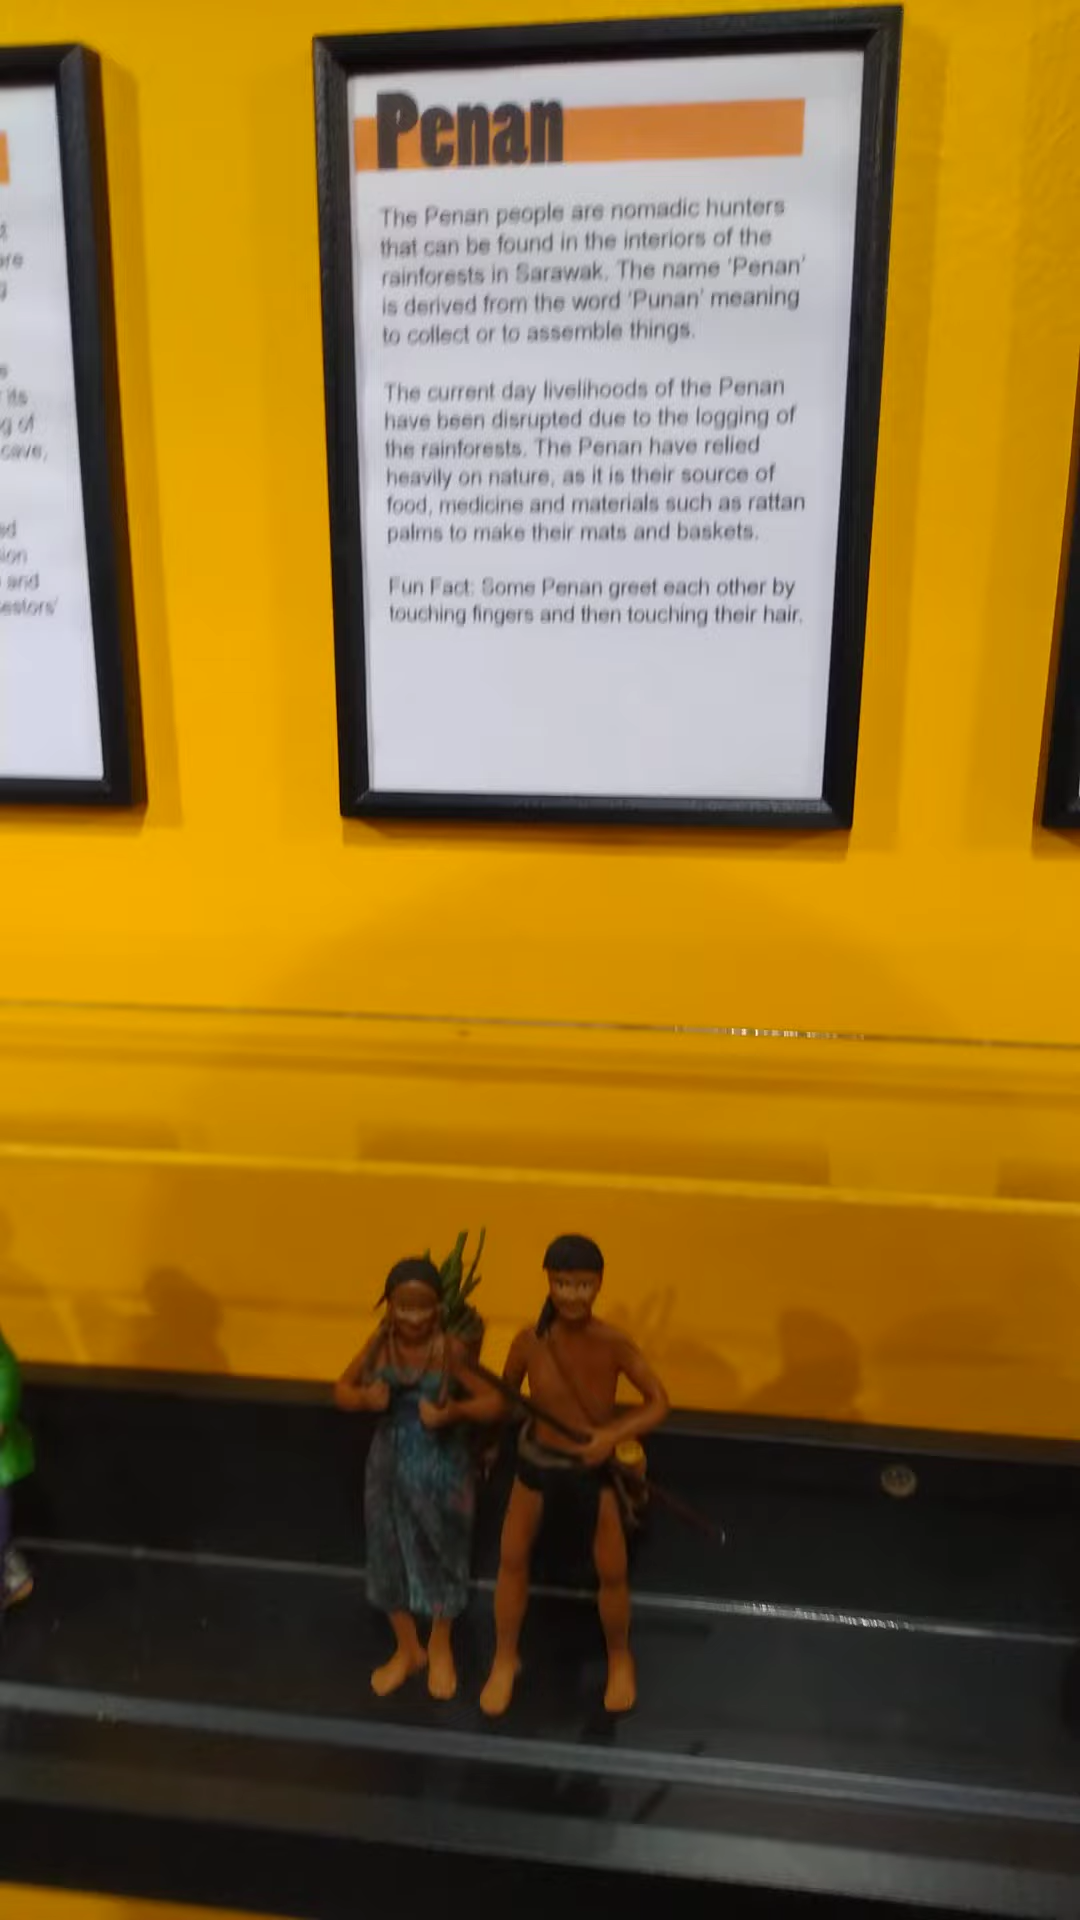 Penan
The Penan people are nomadic hunters
that can be found in the interiors of the
rainforests in Sarawak. The name 'Penan'
is derived from the word 'Punan' meaning
to collect or to assemble things.
The current day livelihoods of the Penan
have been disrupted due to the logging of
the rainforests. The Penan have relied
heavily on nature, as it is their source of
food, medicine and materials such as rattan
palms to make their mats and baskets.
Fun Fact: Some Penan greet each other by
touching fingers and then touching their hair.
its
of
cave,
and